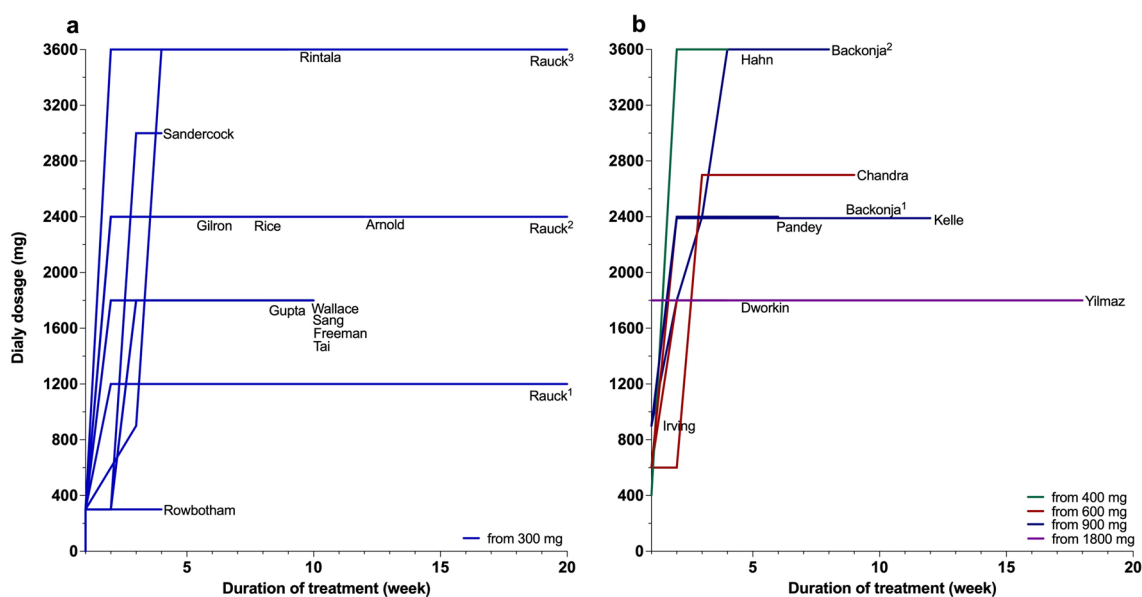 a
3600
3200
2800
2400
2000
1600
1200
800
400
0
Dialy dosage (mg)
Rintala
Rauck3
Sandercock
Gilron
Rice
Arnold
Rauck2
Gupta
Wallace
Sang
Freeman
Tai
Rauck1
Rowbotham
from 300 mg
5
10
15
20
Duration of treatment (week)
b
3600
3200
2800
2400
2000
1600
1200
800
400
0
Hahn
Backonja2
Chandra
Backonja1
Pandey
Kelle
Dworkin
Yilmaz
Irving
from 400 mg
from 600 mg
from 900 mg
from 1800 mg
5
10
15
20
Duration of treatment (week)